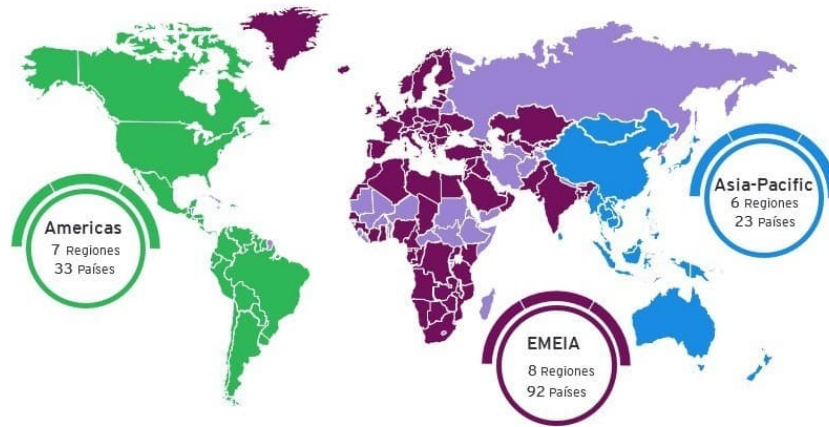 Americas
7 Regiones
33 Países
Asia-Pacific
6 Regiones
23 Países
EMEIA
8 Regiones
92 Países